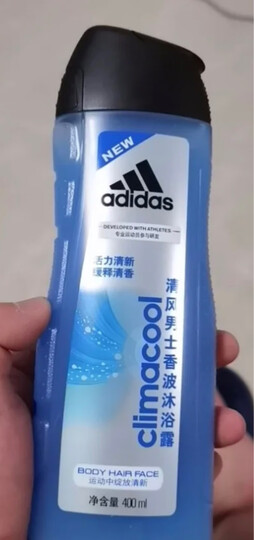 NEW
adidas
DEVELOPED WITH ATHLETES
专业运动员参与研发
活力清新
缓释清香
climacool
清风男士香波沐浴露
BODY HAIR FACE
运动中绽放清新
净含量 400ml